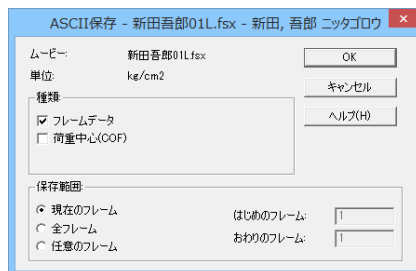 ASCII保存 - 新田吾郎01L.fsx - 新田, 吾郎 ニッタゴロウ
ムービー: 新田吾郎01L.fsx
OK
単位: kg/cm2
キャンセル
種類:
ヘルプ(H)
フレームデータ
荷重中心(COF)
保存範囲:
現在のフレーム
はじめのフレーム: 1
全フレーム
おわりのフレーム: 1
任意のフレーム